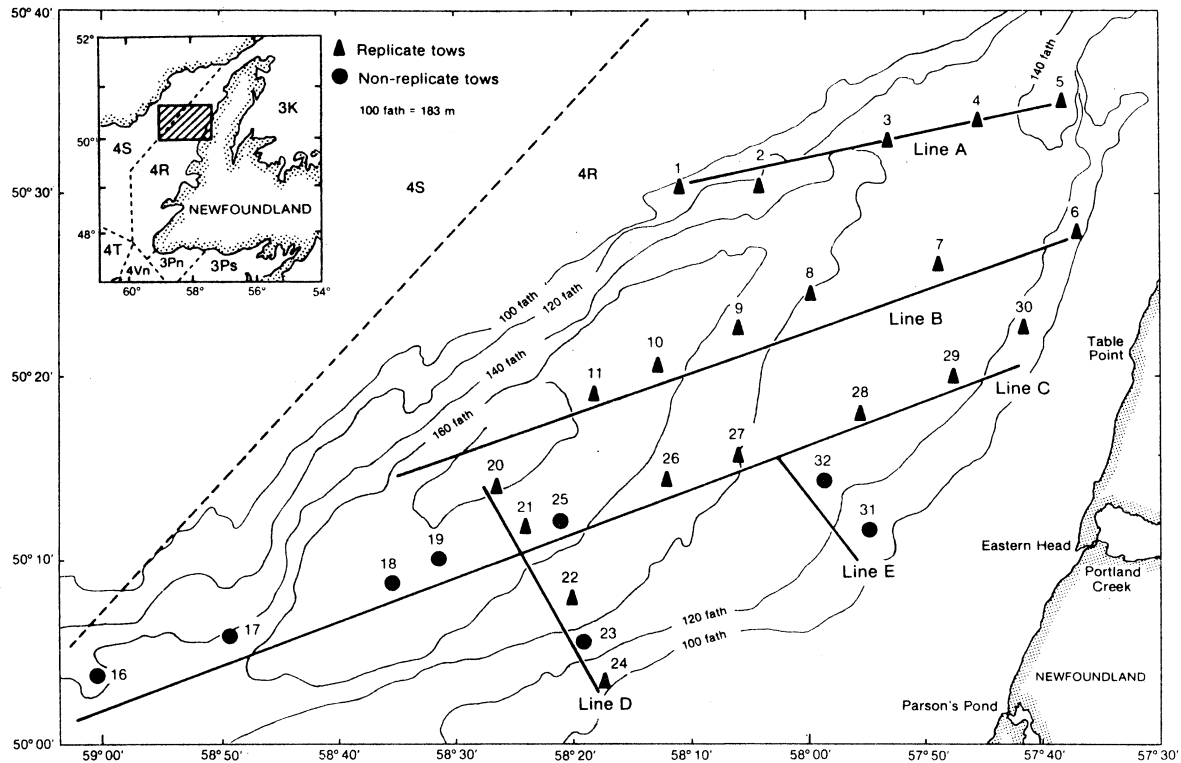 50° 40'
50° 30'
50° 20'
50° 10'
50° 00'
52°
50°
48°
60°
58°
56°
54°
4S
4R
3K
NEWFOUNDLAND
4T
4Vn
3Pn
3Ps
Replicate tows
Non-replicate tows
100 fath = 183 m
4S
4R
140 fath
1
2
3
4
5
Line A
6
7
8
9
10
11
Line B
100 fath
120 fath
140 fath
160 fath
30
29
28
27
26
Line C
Table
Point
20
21
25
19
18
17
16
22
23
24
Line D
32
31
Line E
120 fath
100 fath
Eastern Head
Portland
Creek
NEWFOUNDLAND
Parson's Pond
59° 00'
58° 40'
58° 30'
58° 20'
58° 10'
58° 00'
57° 50'
57° 40'
57° 30'